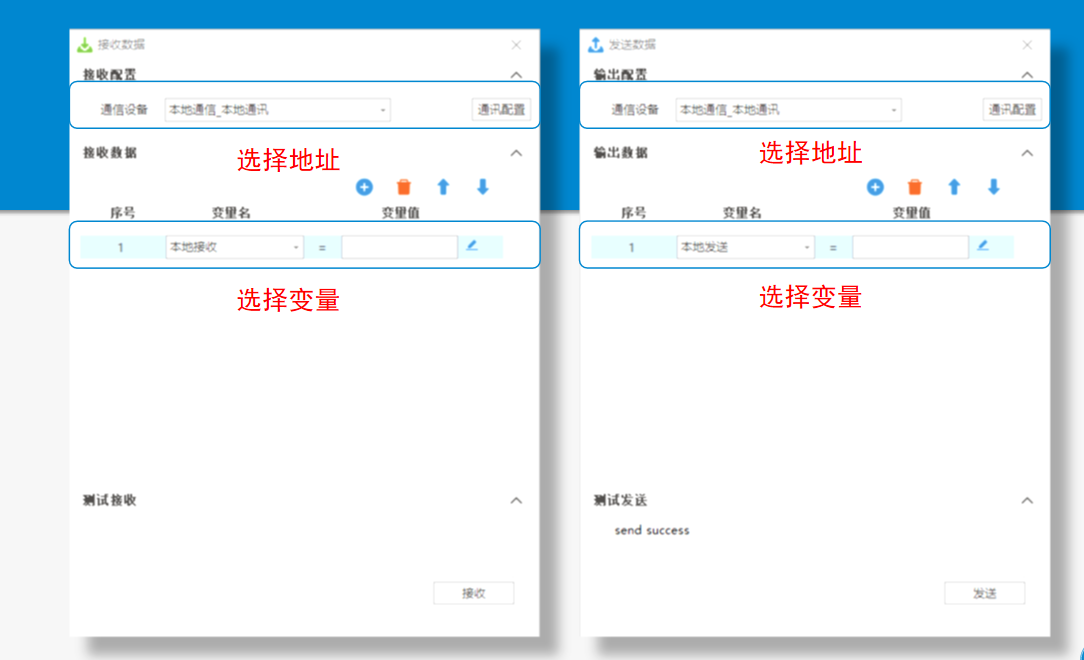 接收数据
接收配置
通信设备 本地通信_本地通讯 通讯配置
接收数据
选择地址
序号 变量名 变量值
1 本地接收 =
选择变量
测试接收
接收
发送数据
输出配置
通信设备 本地通信_本地通讯 通讯配置
输出数据
选择地址
序号 变量名 变量值
1 本地发送 =
选择变量
测试发送
send success
发送